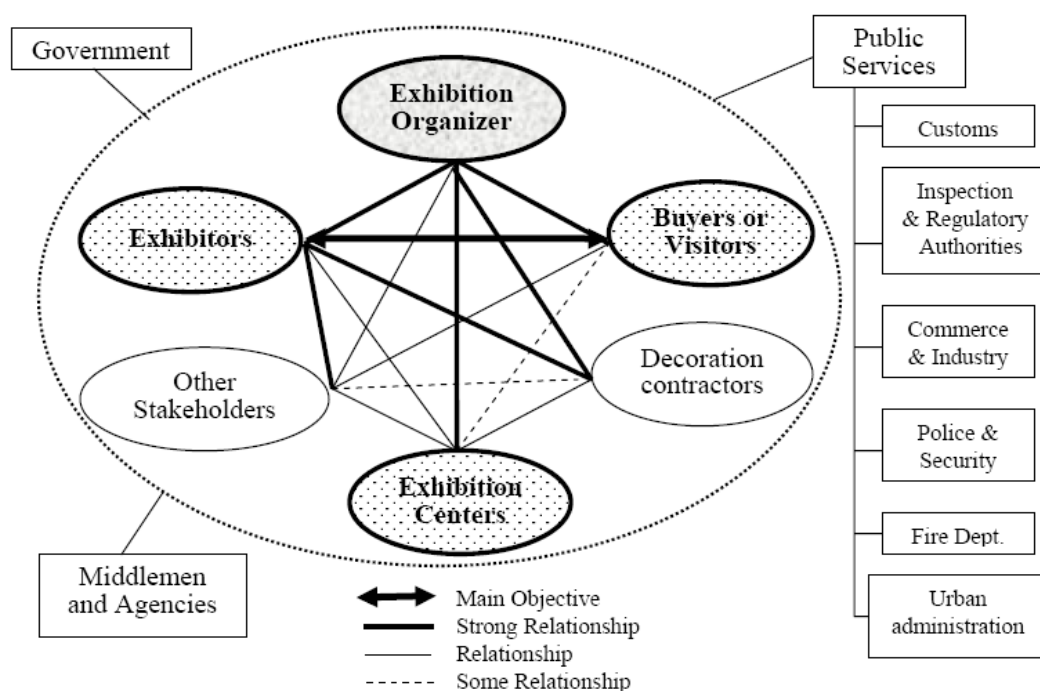 Government
Public
Services
Exhibition
Organizer
Customs
Exhibitors
Buyers or
Visitors
Inspection
& Regulatory
Authorities
Commerce
& Industry
Other
Stakeholders
Decoration
contractors
Police &
Security
Exhibition
Centers
Fire Dept.
Middlemen
and Agencies
Urban
administration
Main Objective
Strong Relationship
Relationship
Some Relationship